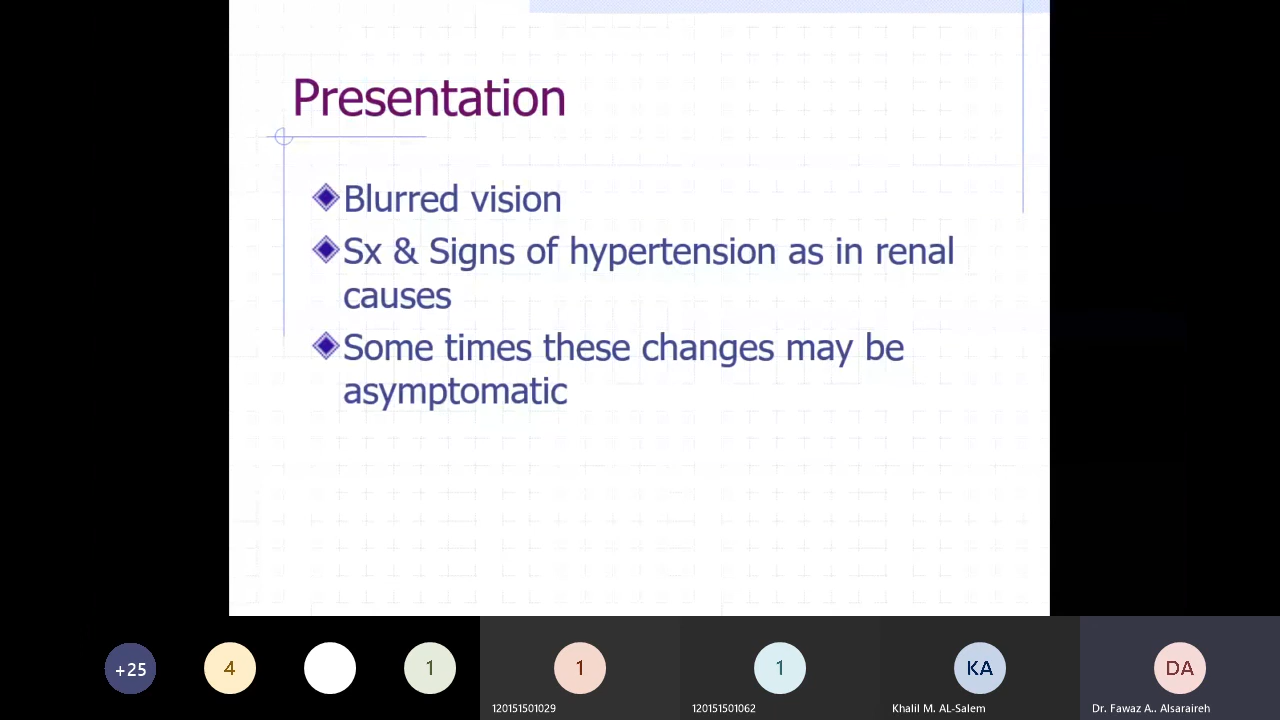 Presentation
Blurred vision
Sx & Signs of hypertension as in renal
causes
Some times these changes may be
asymptomatic
+25
4
1
1
1
KA
DA
120151501029
120151501062
Khalil M. AL-Salem
Dr. Fawaz A.. Alsaraireh